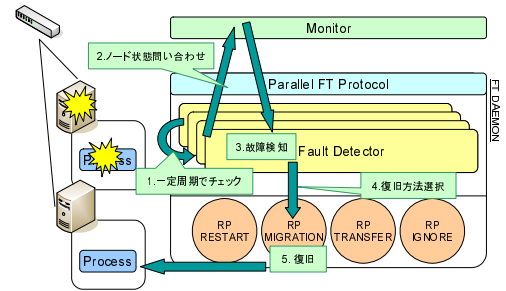 Monitor
2.ノード状態問い合わせ
Parallel FT Protocol
FT DAEMON
3.故障検知
Fault Detector
Process
1.一定周期でチェック
4.復旧方法選択
RP
RESTART
RP
MIGRATION
RP
TRANSFER
RP
IGNORE
5. 復旧
Process